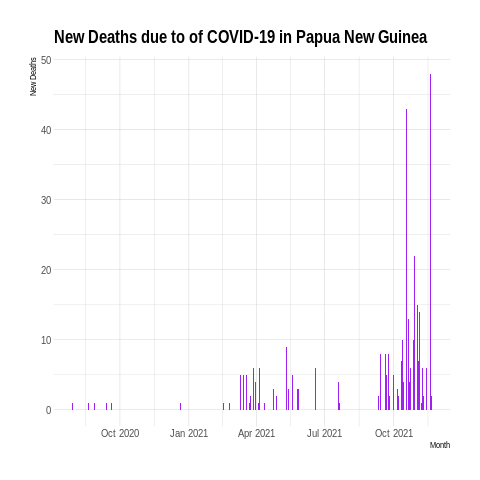 New Deaths due to of COVID-19 in Papua New Guinea
New Deaths
50
40
30
20
10
0
Oct 2020 Jan 2021 Apr 2021 Jul 2021 Oct 2021
Month